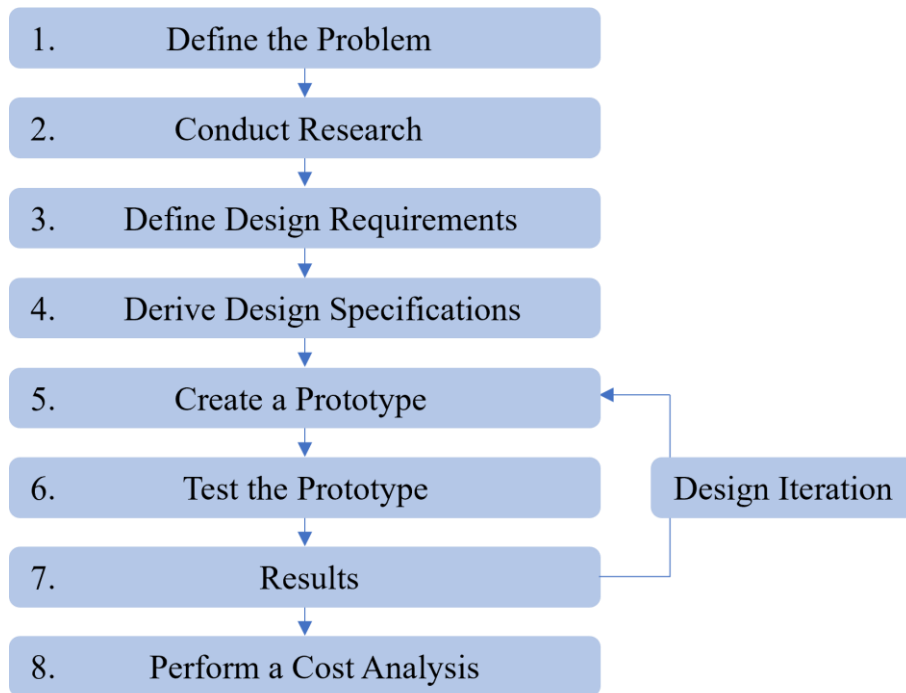 1. Define the Problem
2. Conduct Research
3. Define Design Requirements
4. Derive Design Specifications
5. Create a Prototype
6. Test the Prototype
Design Iteration
7. Results
8. Perform a Cost Analysis